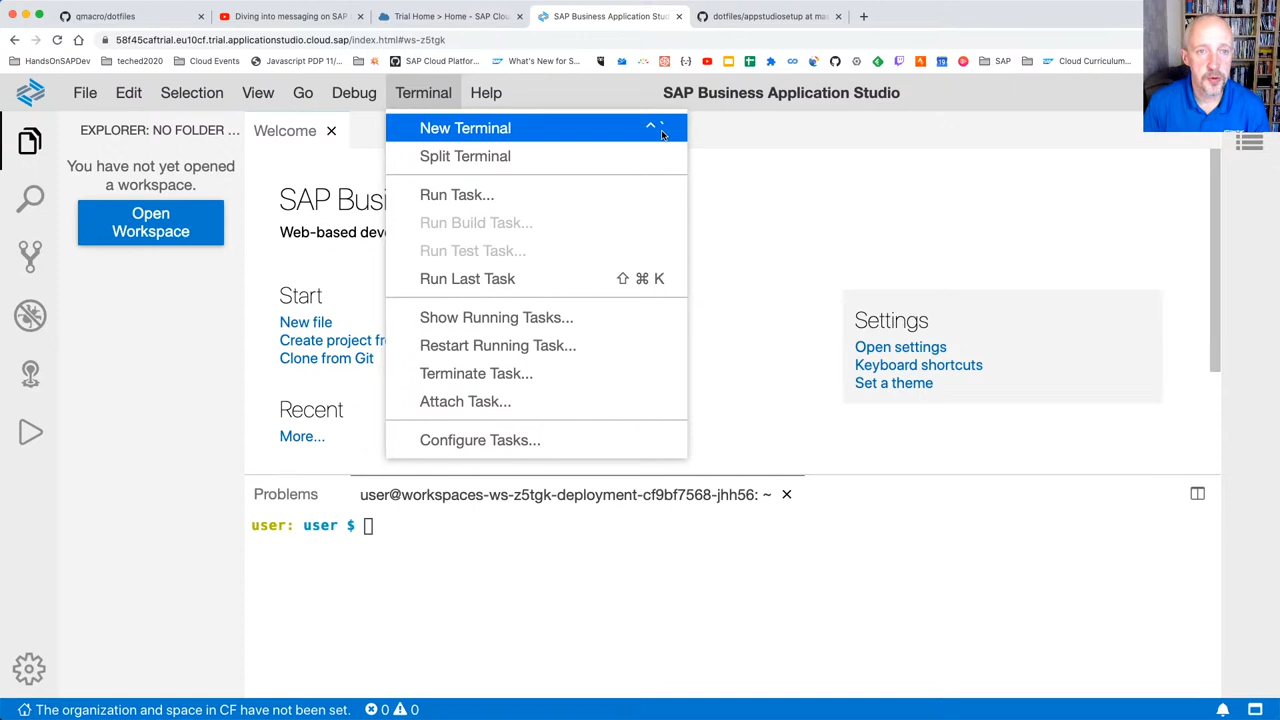 qmacro/dotfiles
Diving into messaging on SAP
Trial Home > Home - SAP Clou
SAP Business Application Stud
dotfiles/appstudiosetup at ma
58f45caftrial.eu10cf.trial.applicationstudio.cloud.sap/index.html#ws-z5tgk
HandsOnSAPDev
teched2020
Cloud Events
Javascript PDP 11/...
SAP Cloud Platfor...
What's New for S...
SAP
Cloud Curriculum...
File
Edit
Selection
View
Go
Debug
Terminal
Help
SAP Business Application Studio
EXPLORER: NO FOLDER ...
You have not yet opened
a workspace.
Open
Workspace
Welcome
New Terminal ^ `
Split Terminal
Run Task...
Run Build Task...
Run Test Task...
Run Last Task ⇧ ⌘ K
Show Running Tasks...
Restart Running Task...
Terminate Task...
Attach Task...
Configure Tasks...
SAP Busi
Web-based deve
Start
New file
Create project fr
Clone from Git
Recent
More...
Settings
Open settings
Keyboard shortcuts
Set a theme
Problems
user@workspaces-ws-z5tgk-deployment-cf9bf7568-jhh56: ~
user: user $
The organization and space in CF have not been set.
0
0